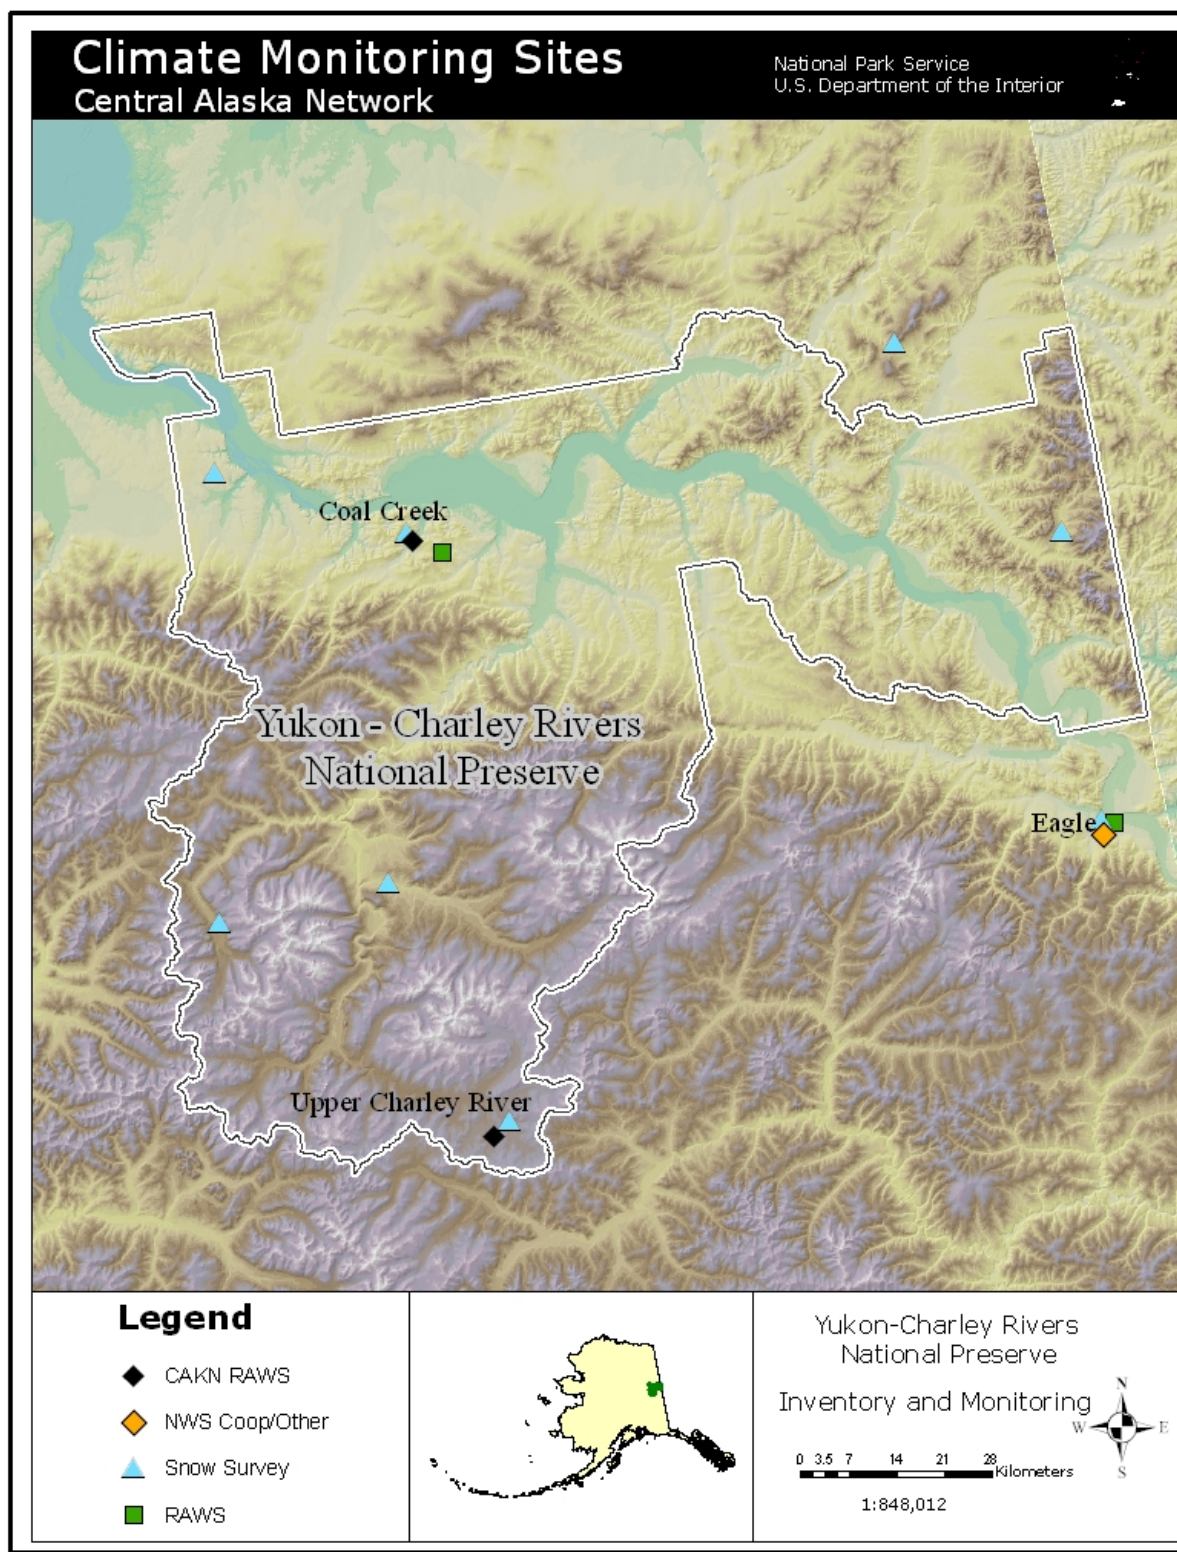 Climate Monitoring Sites
Central Alaska Network
National Park Service
U.S. Department of the Interior
Coal Creek
Yukon - Charley Rivers
National Preserve
Eagle
Upper Charley River
Legend
CAKN RAWS
NWS Coop/Other
Snow Survey
RAWS
Yukon-Charley Rivers
National Preserve
Inventory and Monitoring
N
W
E
S
0 3.5 7 14 21 28
Kilometers
1:848,012